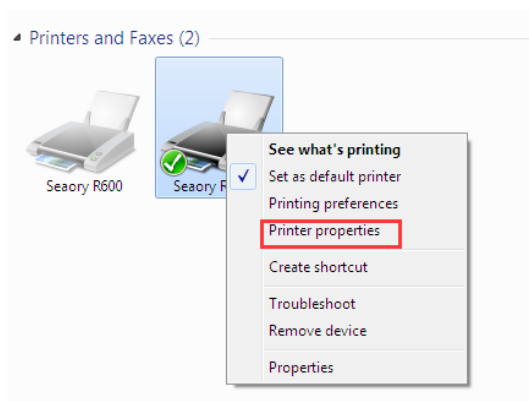 Printers and Faxes (2)
Seaory R600
Seaory
See what's printing
Set as default printer
Printing preferences
Printer properties
Create shortcut
Troubleshoot
Remove device
Properties